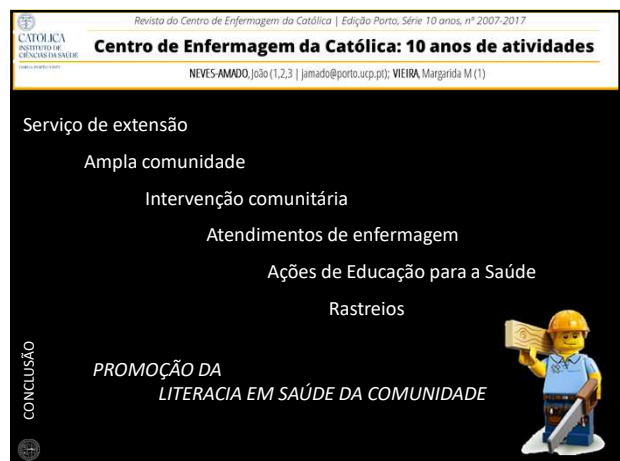 Revista do Centro de Enfermagem da Católica | Edição Porto, Série 10 anos, nº 2007-2017
CATOLICA
INSTITUTO DE
CIÊNCIAS DA SAÚDE
Centro de Enfermagem da Católica: 10 anos de atividades
NEVES-AMADO, João (1,2,3 | jamado@porto.ucp.pt); VIEIRA, Margarida M (1)
Serviço de extensão
Ampla comunidade
Intervenção comunitária
Atendimentos de enfermagem
Ações de Educação para a Saúde
Rastreios
CONCLUSÃO
PROMOÇÃO DA
LITERACIA EM SAÚDE DA COMUNIDADE